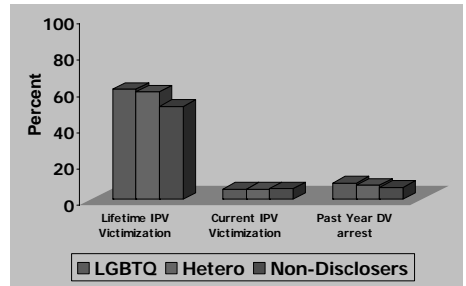 100
80
60
40
20
0
Percent
Lifetime IPV Victimization
Current IPV Victimization
Past Year DV arrest
LGBTQ Hetero Non-Disclosers